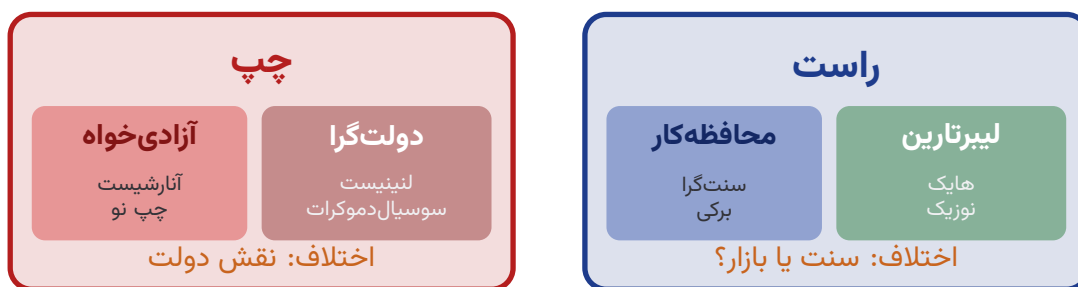 راست
لیبرتارین
هایک
نوزیک
محافظه‌کار
سنت‌گرا
برکی
اختلاف: سنت یا بازار؟
چپ
دولت‌گرا
لنینیست
سوسیال‌دموکرات
آزادی‌خواه
آنارشیست
چپ نو
اختلاف: نقش دولت